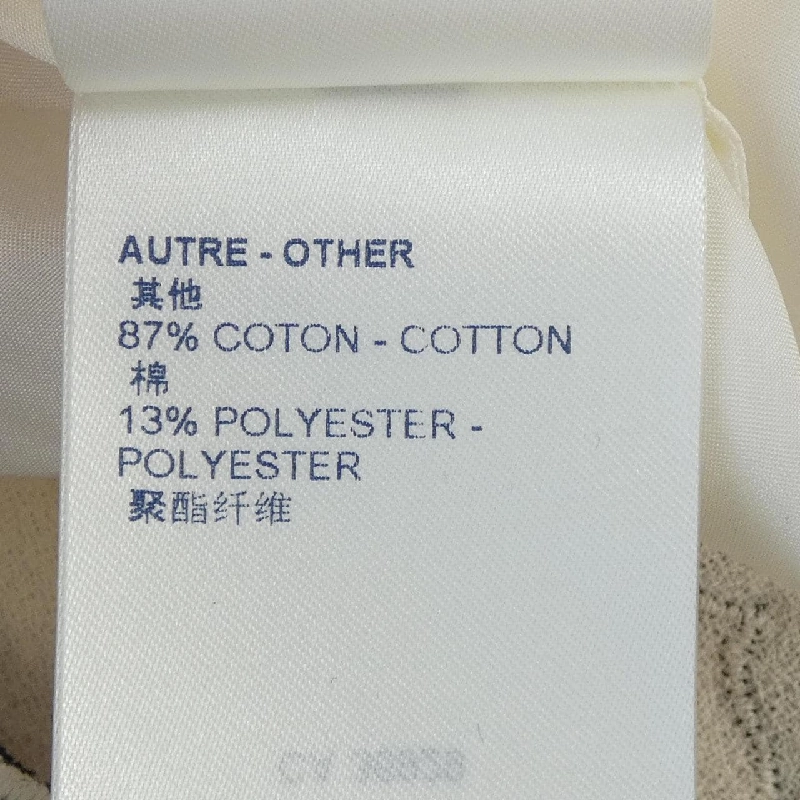 AUTRE - OTHER
其他
87% COTON - COTTON
棉
13% POLYESTER -
POLYESTER
聚酯纤维